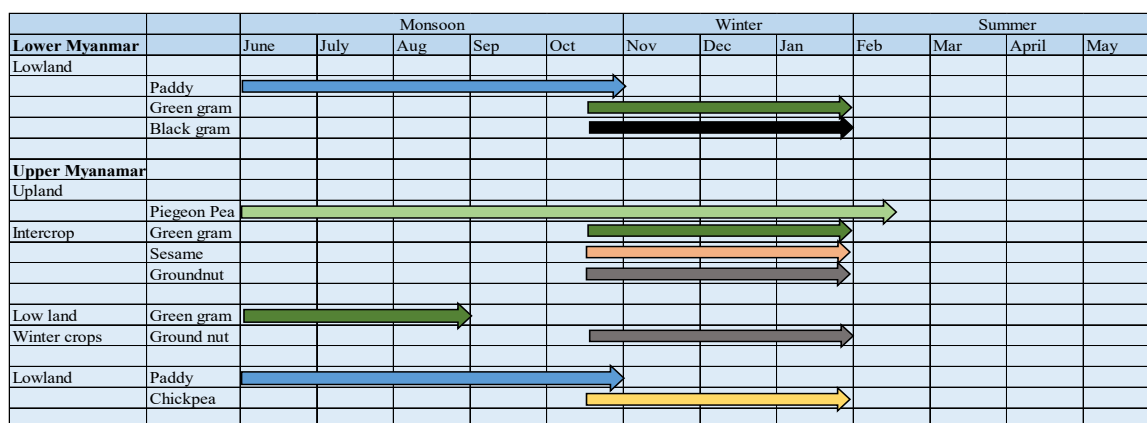 Monsoon Winter Summer
Lower Myanmar June July Aug Sep Oct Nov Dec Jan Feb Mar April May
Lowland
Paddy
Green gram
Black gram
Upper Myanamar
Upland
Piegeon Pea
Intercrop Green gram
Sesame
Groundnut
Low land Green gram
Winter crops Ground nut
Lowland Paddy
Chickpea